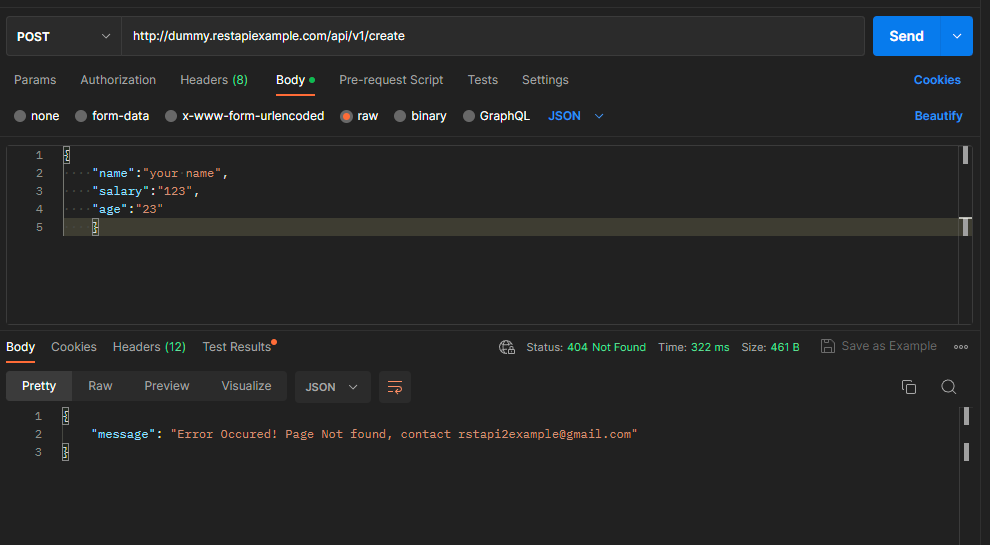 POST http://dummy.restapiexample.com/api/v1/create Send
Params Authorization Headers (8) Body Pre-request Script Tests Settings Cookies
none form-data x-www-form-urlencoded raw binary GraphQL JSON Beautify
1 {
2 "name":"your name",
3 "salary":"123",
4 "age":"23"
5 }
Body Cookies Headers (12) Test Results Status: 404 Not Found Time: 322 ms Size: 461 B Save as Example
Pretty Raw Preview Visualize JSON
1 {
2 "message": "Error Occured! Page Not found, contact rstapi2example@gmail.com"
3 }